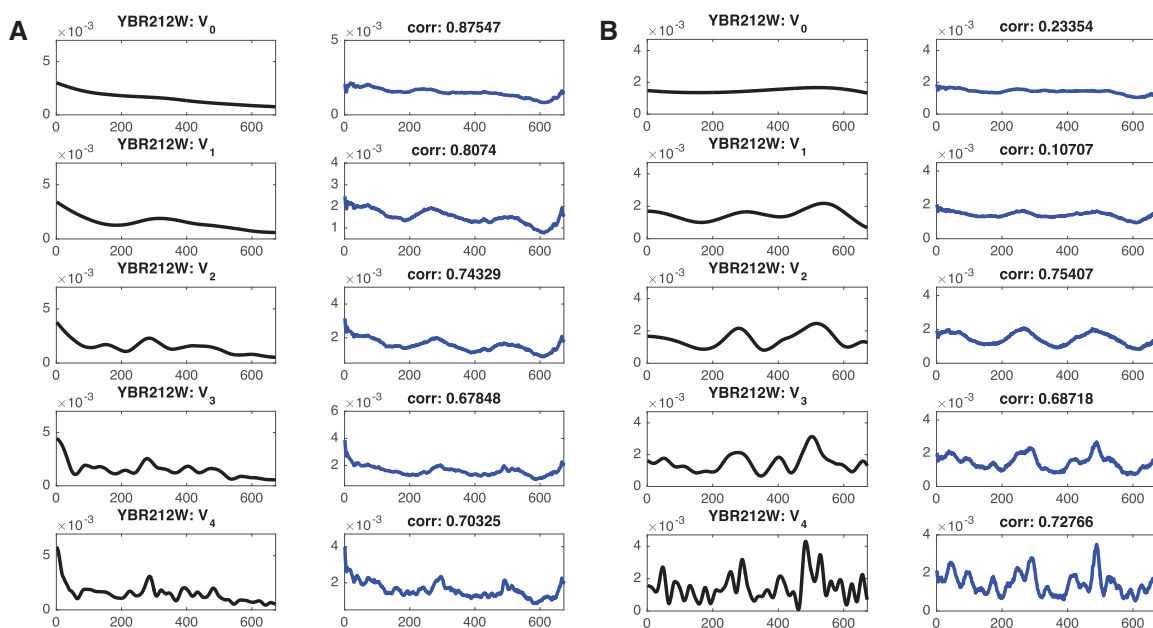 A
B
YBR212W: V0
×10-3
5
0
0 200 400 600
corr: 0.87547
×10-3
5
0
0 200 400 600
YBR212W: V0
×10-3
4
2
0
0 200 400 600
corr: 0.23354
×10-3
4
2
0
0 200 400 600
YBR212W: V1
×10-3
5
0
0 200 400 600
corr: 0.8074
×10-3
4
3
2
1
0 200 400 600
YBR212W: V1
×10-3
4
2
0
0 200 400 600
corr: 0.10707
×10-3
4
2
0
0 200 400 600
YBR212W: V2
×10-3
5
0
0 200 400 600
corr: 0.74329
×10-3
4
2
0 200 400 600
YBR212W: V2
×10-3
4
2
0
0 200 400 600
corr: 0.75407
×10-3
4
2
0
0 200 400 600
YBR212W: V3
×10-3
5
0
0 200 400 600
corr: 0.67848
×10-3
6
4
2
0 200 400 600
YBR212W: V3
×10-3
4
2
0
0 200 400 600
corr: 0.68718
×10-3
4
2
0
0 200 400 600
YBR212W: V4
×10-3
5
0
0 200 400 600
corr: 0.70325
×10-3
4
2
0 200 400 600
YBR212W: V4
×10-3
4
2
0
0 200 400 600
corr: 0.72766
×10-3
4
2
0
0 200 400 600